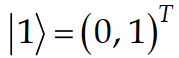 |1⟩ = (0, 1)^T